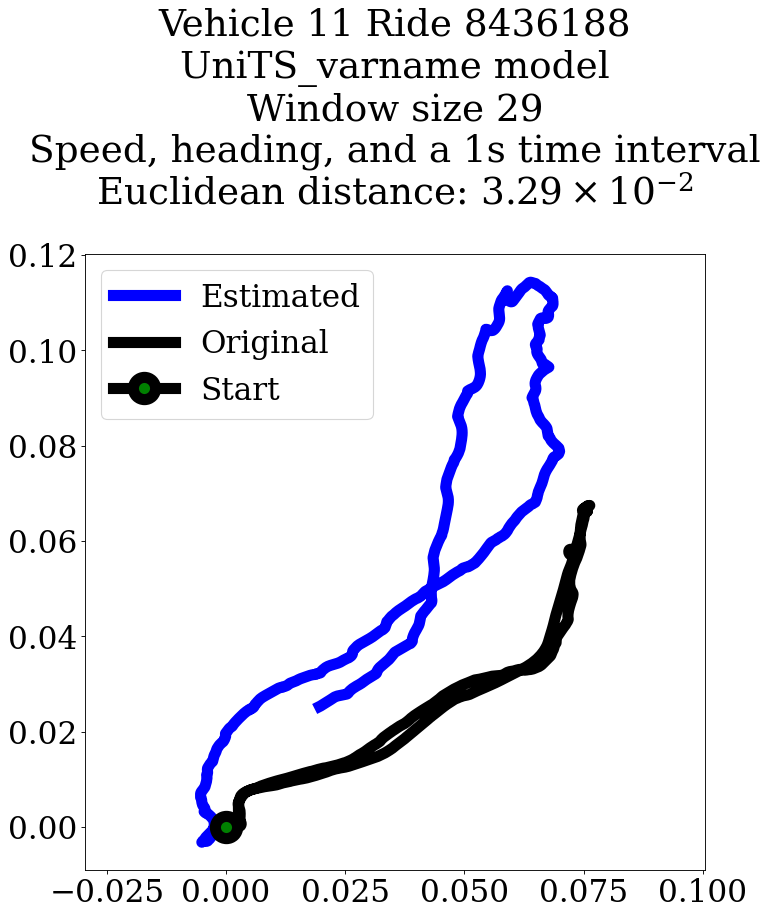 Vehicle 11 Ride 8436188
UniTS_varname model
Window size 29
Speed, heading, and a 1s time interval
Euclidean distance: 3.29 × 10⁻²
0.12
0.10
0.08
0.06
0.04
0.02
0.00
Estimated
Original
Start
−0.025 0.000 0.025 0.050 0.075 0.100